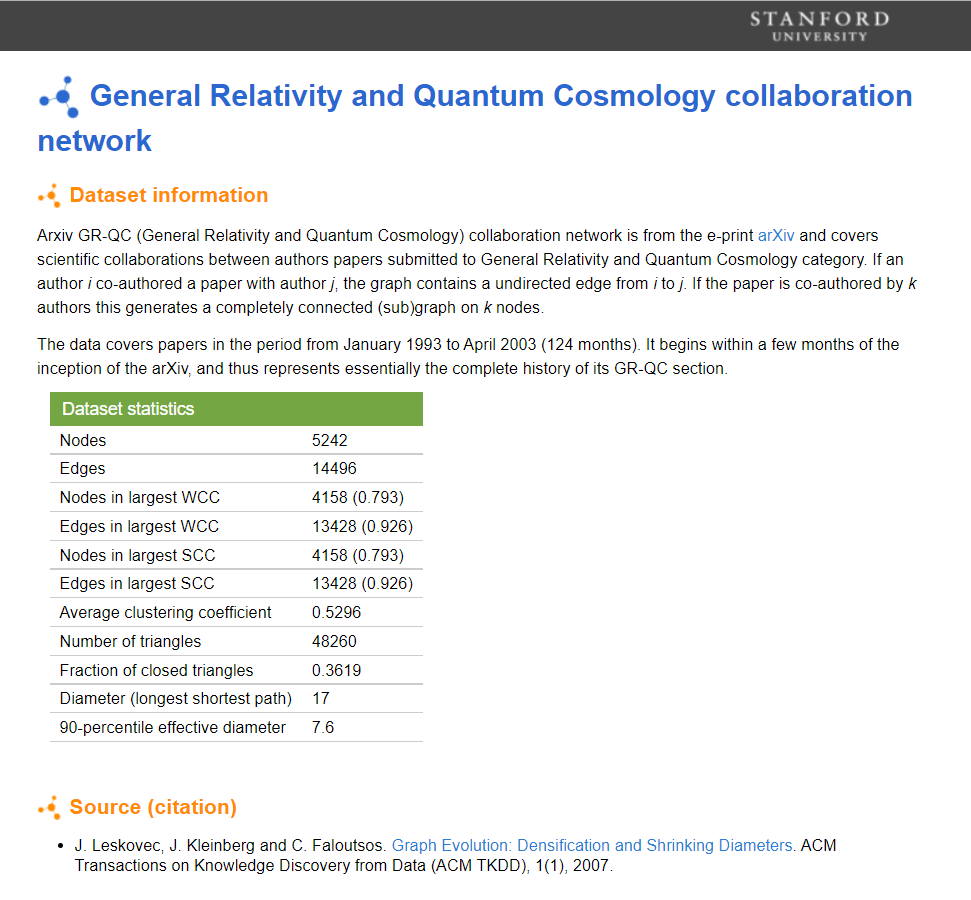 STANFORD
UNIVERSITY
General Relativity and Quantum Cosmology collaboration
network
Dataset information
Arxiv GR-QC (General Relativity and Quantum Cosmology) collaboration network is from the e-print arXiv and covers
scientific collaborations between authors papers submitted to General Relativity and Quantum Cosmology category. If an
author i co-authored a paper with author j, the graph contains a undirected edge from i to j. If the paper is co-authored by k
authors this generates a completely connected (sub)graph on k nodes.
The data covers papers in the period from January 1993 to April 2003 (124 months). It begins within a few months of the
inception of the arXiv, and thus represents essentially the complete history of its GR-QC section.
Dataset statistics
Nodes 5242
Edges 14496
Nodes in largest WCC 4158 (0.793)
Edges in largest WCC 13428 (0.926)
Nodes in largest SCC 4158 (0.793)
Edges in largest SCC 13428 (0.926)
Average clustering coefficient 0.5296
Number of triangles 48260
Fraction of closed triangles 0.3619
Diameter (longest shortest path) 17
90-percentile effective diameter 7.6
Source (citation)
• J. Leskovec, J. Kleinberg and C. Faloutsos. Graph Evolution: Densification and Shrinking Diameters. ACM
Transactions on Knowledge Discovery from Data (ACM TKDD), 1(1), 2007.